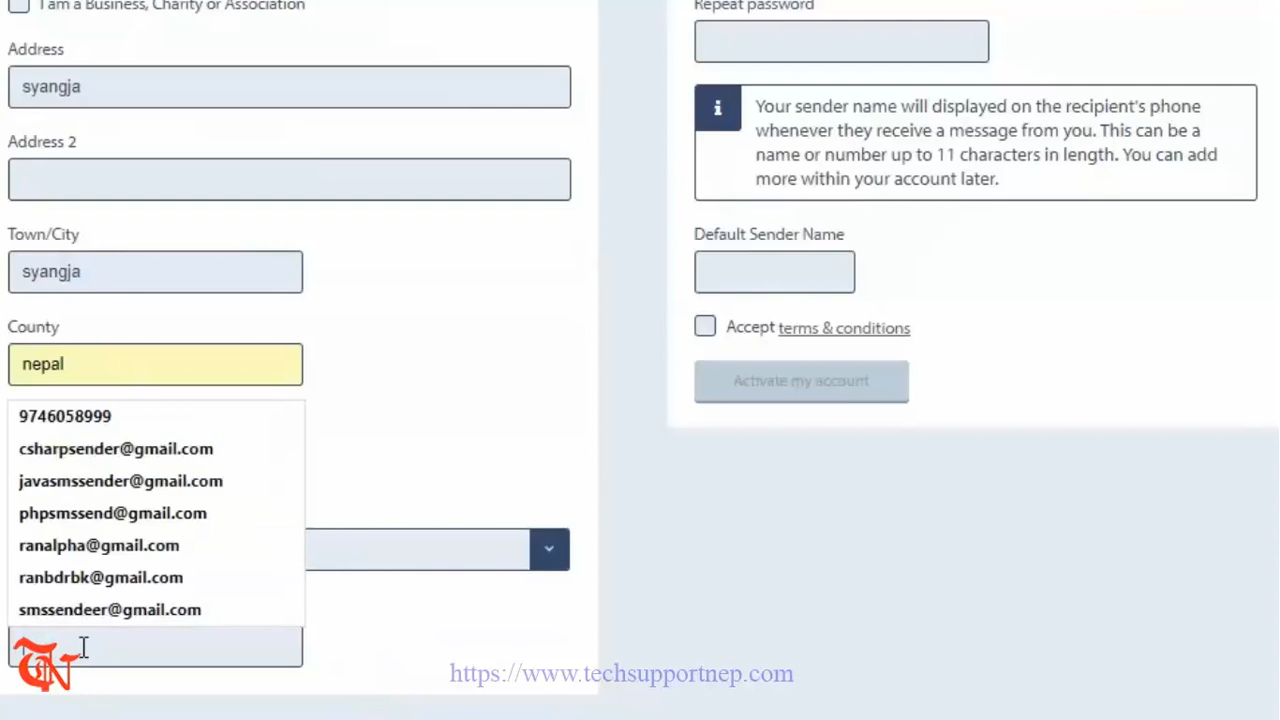 I am a Business, Charity or Association
Address
syangja
Address 2
Town/City
syangja
County
nepal
9746058999
csharpsender@gmail.com
javasmssender@gmail.com
phpsmssend@gmail.com
ranalpha@gmail.com
ranbdrbk@gmail.com
smssendeer@gmail.com
TN
Repeat password
i
Your sender name will displayed on the recipient's phone
whenever they receive a message from you. This can be a
name or number up to 11 characters in length. You can add
more within your account later.
Default Sender Name
Accept terms & conditions
Activate my account
https://www.techsupportnep.com